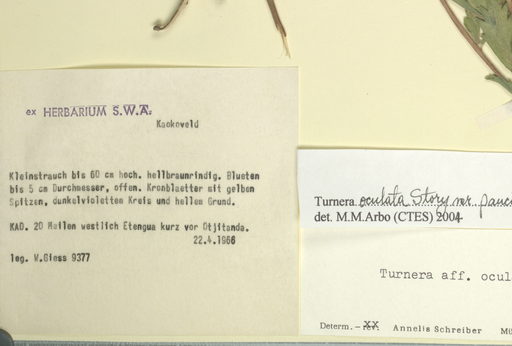 ex HERBARIUM S.W.A.
Kaokoveld
Kleinstrauch bis 60 cm hoch. hellbraunrindig. Blueten
bis 5 cm Durchmesser, offen. Kronblaetter mit gelben
Spitzen, dunkelvioletten Kreis und hellem Grund.
KAO. 20 Meilen westlich Etengua kurz vor Otjitanda.
22.4.1966
leg. W.Giess 9377
Turnera oculata Story var. pauc
det. M.M.Arbo (CTES) 2004
Turnera aff. ocul
Determ.– Annelis Schreiber Mü